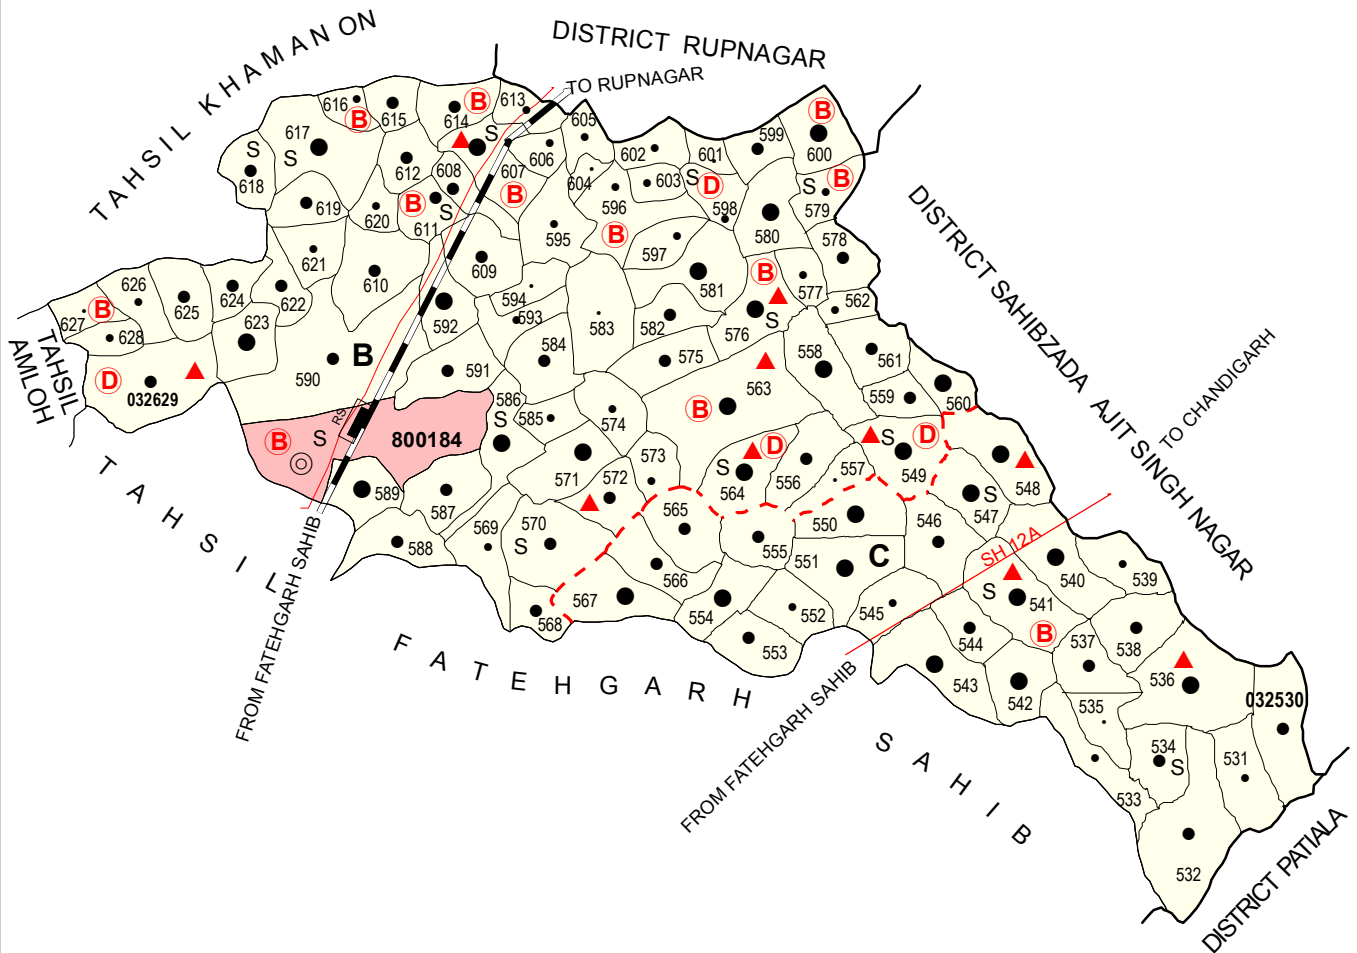 TAHSIL KHAMANON
DISTRICT RUPNAGAR
TO RUPNAGAR
616
B
615
B
614
613
605
599
B
600
617
S
S
618
612
608
S
606
607
B
604
602
603
601
S
D
598
S
B
579
619
620
B
611
S
595
596
B
597
580
578
621
610
609
594
593
581
B
577
562
626
625
624
622
623
592
583
582
576
S
627
B
628
584
575
558
561
TAHSIL
AMLOH
D
032629
590
B
591
563
B
559
560
586
S
585
574
B
S
RS
800184
571
572
573
D
S
564
556
557
S
D
549
548
589
587
588
569
570
S
565
555
550
551
C
546
S
547
566
567
568
554
553
552
545
SH 12A
540
539
S
541
B
544
537
538
543
542
536
535
032530
534
S
531
533
532
DISTRICT SAHIBZADA AJIT SINGH NAGAR
TO CHANDIGARH
TAHSIL
FATEHGARH
SAHIB
FROM FATEHGARH SAHIB
FROM FATEHGARH SAHIB
DISTRICT PATIALA